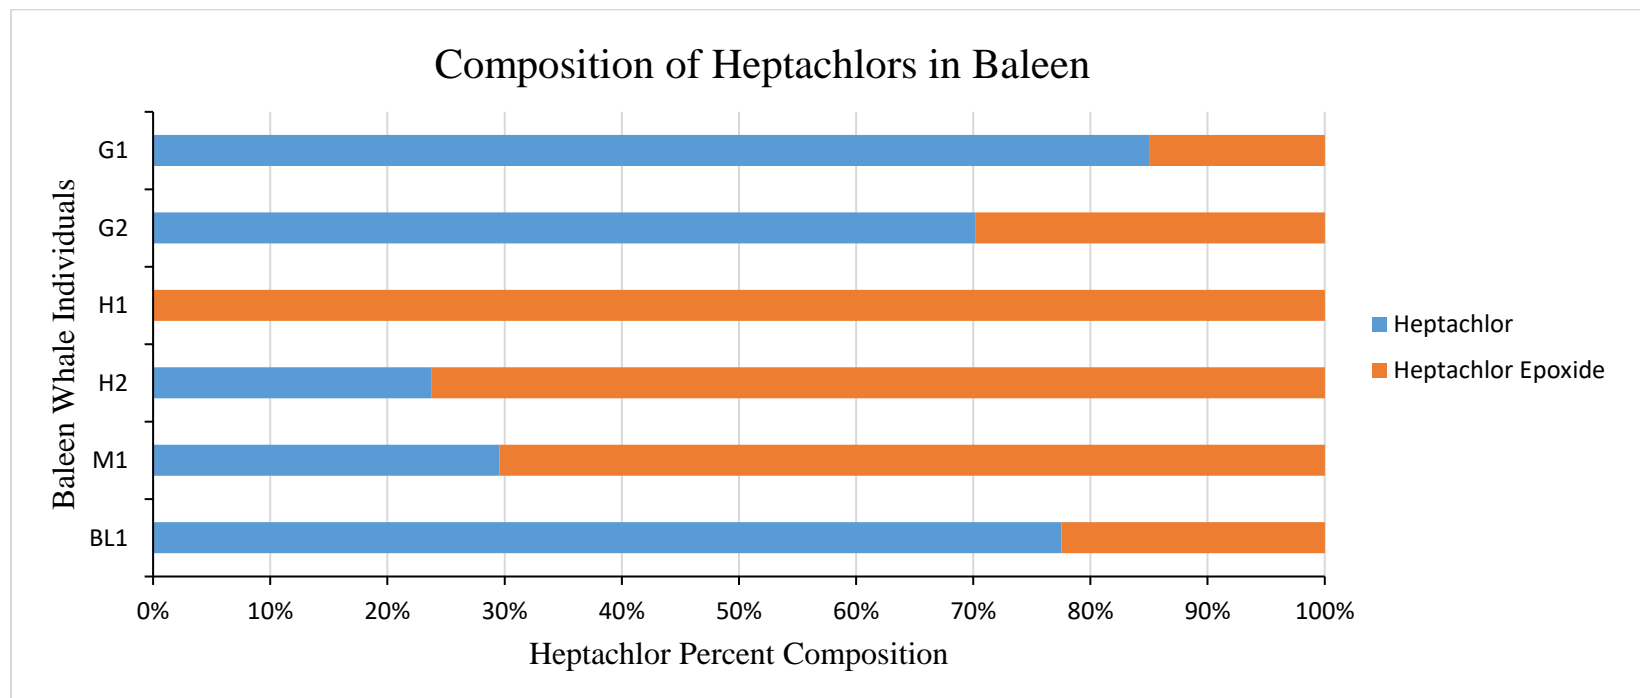 Composition of Heptachlors in Baleen
Baleen Whale Individuals
G1
G2
H1
H2
M1
BL1
0% 10% 20% 30% 40% 50% 60% 70% 80% 90% 100%
Heptachlor Percent Composition
Heptachlor
Heptachlor Epoxide